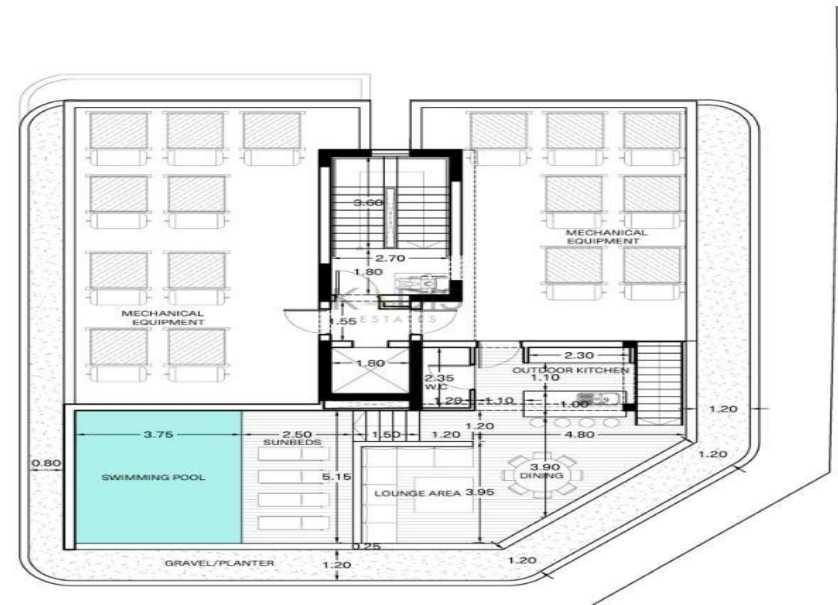 3.60
2.70
1.80
MECHANICAL
EQUIPMENT
MECHANICAL
EQUIPMENT
ESTATES
1.55
1.80
2.35
W.C
2.30
OUTDOOR KITCHEN
1.10
1.20
1.10
1.00
1.20
3.75
2.50
SUNBEDS
1.50
1.20
1.20
4.80
1.20
0.80
SWIMMING POOL
5.15
LOUNGE AREA
3.95
3.90
DINING
0.25
GRAVEL/PLANTER
1.20
1.20